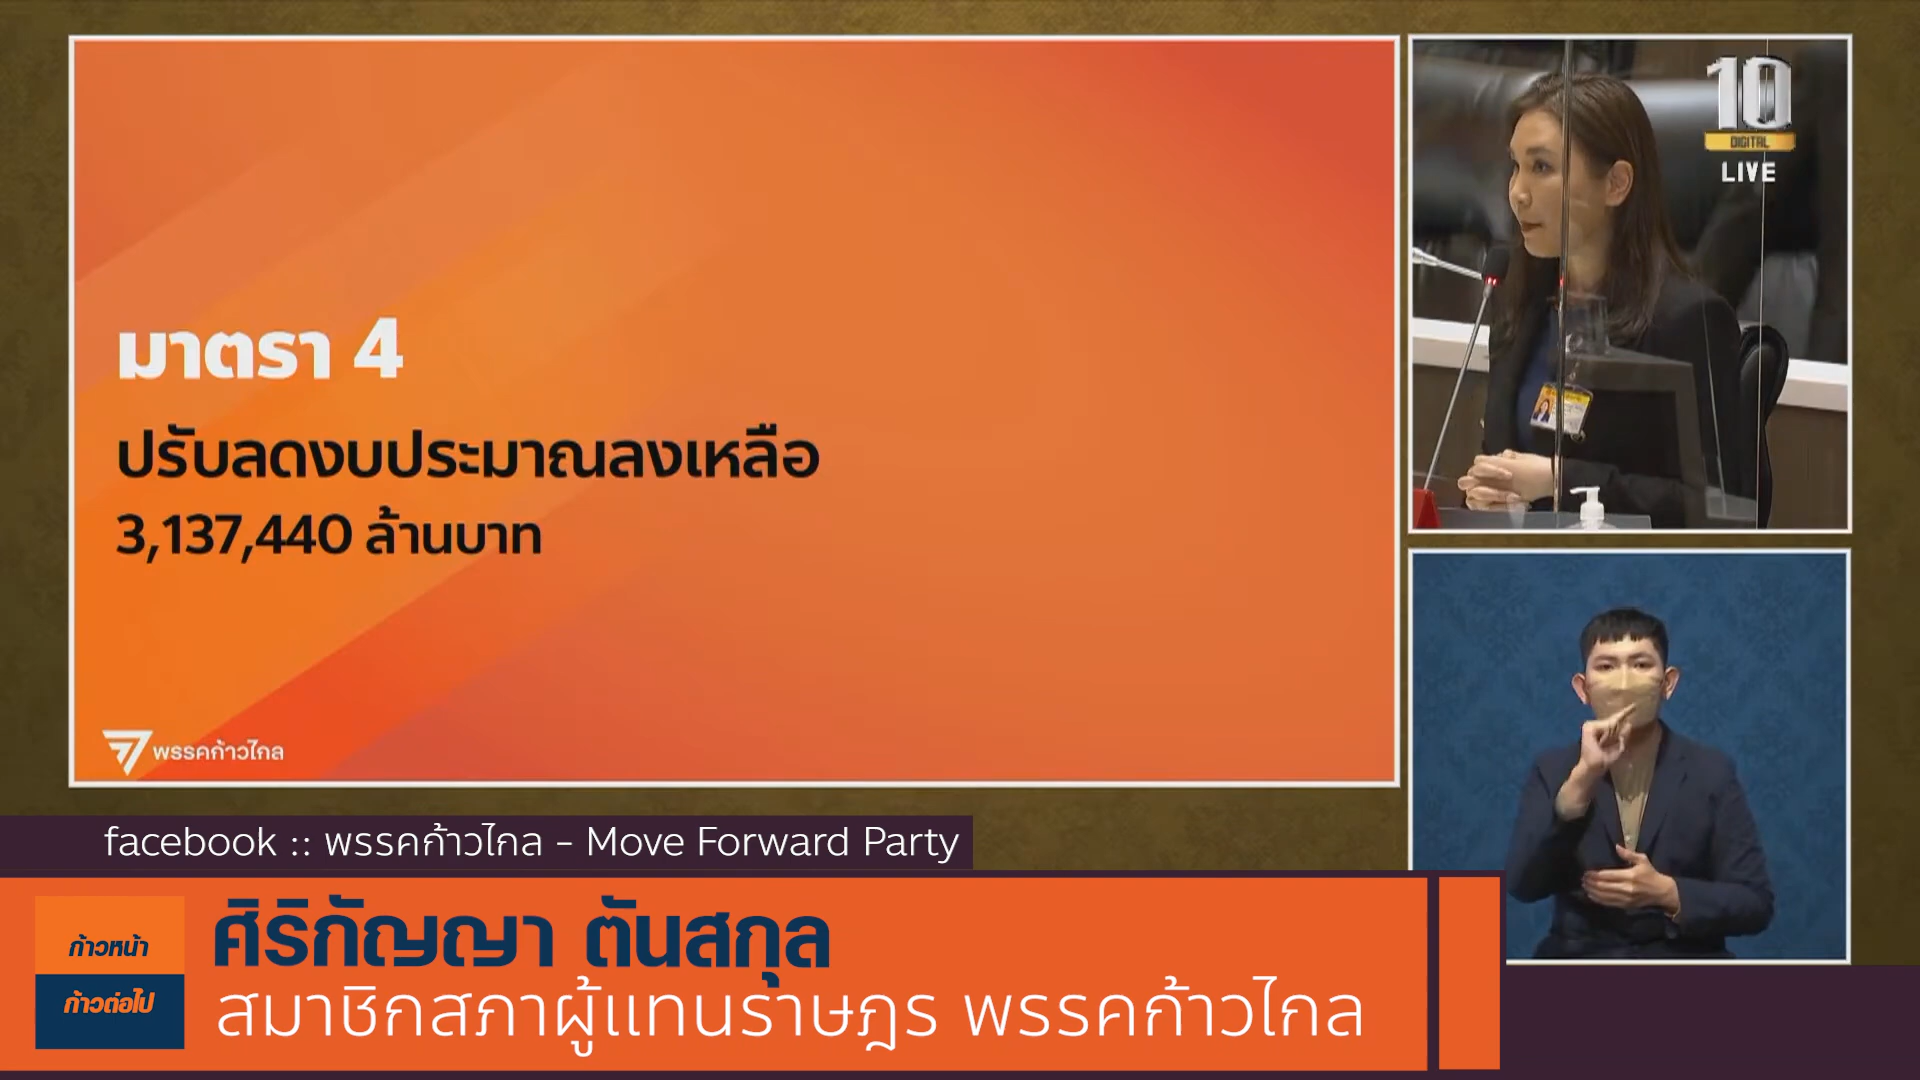 มาตรา 4
ปรับลดงบประมาณลงเหลือ
3,137,440 ล้านบาท
พรรคก้าวไกล
10
DIGITAL
LIVE
facebook :: พรรคก้าวไกล - Move Forward Party
ก้าวหน้า
ก้าวต่อไป
ศิริกัญญา ตันสกุล
สมาชิกสภาผู้แทนราษฎร พรรคก้าวไกล